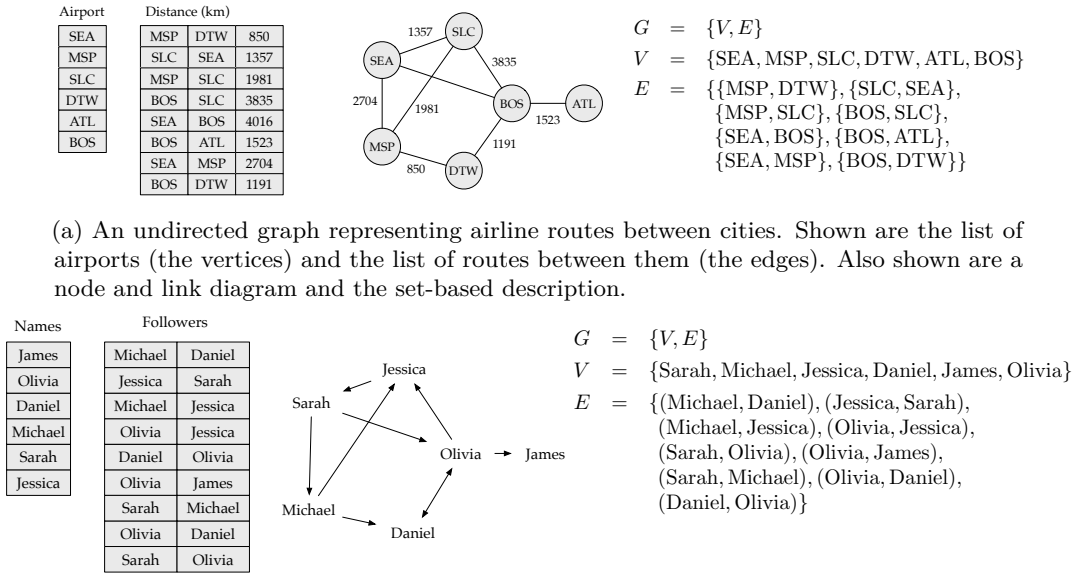 Airport
SEA
MSP
SLC
DTW
ATL
BOS
Distance (km)
MSP DTW 850
SLC SEA 1357
MSP SLC 1981
BOS SLC 3835
SEA BOS 4016
BOS ATL 1523
SEA MSP 2704
BOS DTW 1191
SLC
1357
SEA
3835
BOS
ATL
2704
1981
1523
MSP
1191
850
DTW
G = {V, E}
V = {SEA, MSP, SLC, DTW, ATL, BOS}
E = {{MSP, DTW}, {SLC, SEA},
{MSP, SLC}, {BOS, SLC},
{SEA, BOS}, {BOS, ATL},
{SEA, MSP}, {BOS, DTW}}
(a) An undirected graph representing airline routes between cities. Shown are the list of
airports (the vertices) and the list of routes between them (the edges). Also shown are a
node and link diagram and the set-based description.
Names
James
Olivia
Daniel
Michael
Sarah
Jessica
Followers
Michael Daniel
Jessica Sarah
Michael Jessica
Olivia Jessica
Daniel Olivia
Olivia James
Sarah Michael
Olivia Daniel
Sarah Olivia
Jessica
Sarah
Olivia
James
Michael
Daniel
G = {V, E}
V = {Sarah, Michael, Jessica, Daniel, James, Olivia}
E = {(Michael, Daniel), (Jessica, Sarah),
(Michael, Jessica), (Olivia, Jessica),
(Sarah, Olivia), (Olivia, James),
(Sarah, Michael), (Olivia, Daniel),
(Daniel, Olivia)}